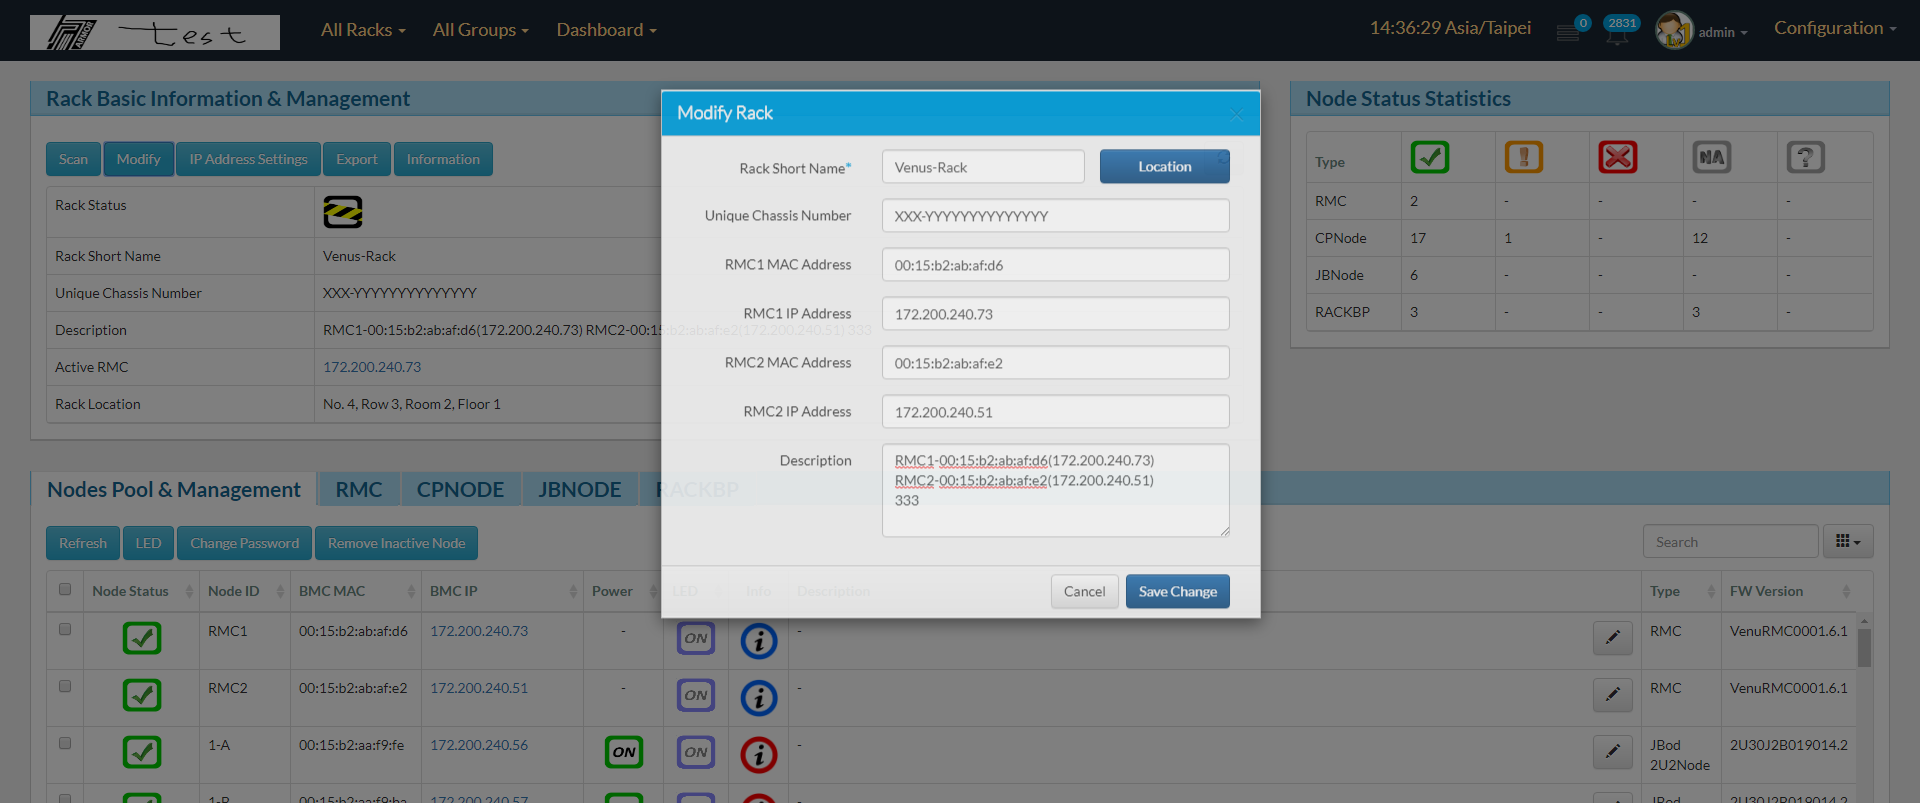 ARMOR test
All Racks All Groups Dashboard
14:36:29 Asia/Taipei 0 2831 admin Configuration
Rack Basic Information & Management
Scan Modify IP Address Settings Export Information
Rack Status
Rack Short Name Venus-Rack
Unique Chassis Number XXX-YYYYYYYYYYYYYY
Description RMC1-00:15:b2:ab:af:d6(172.200.240.73) RMC2-00:15:b2:ab:af:e2(172.200.240.51) 333
Active RMC 172.200.240.73
Rack Location No. 4, Row 3, Room 2, Floor 1
Modify Rack
Rack Short Name* Venus-Rack Location
Unique Chassis Number XXX-YYYYYYYYYYYYYY
RMC1 MAC Address 00:15:b2:ab:af:d6
RMC1 IP Address 172.200.240.73
RMC2 MAC Address 00:15:b2:ab:af:e2
RMC2 IP Address 172.200.240.51
Description RMC1-00:15:b2:ab:af:d6(172.200.240.73)
RMC2-00:15:b2:ab:af:e2(172.200.240.51)
333
Cancel Save Change
Node Status Statistics
Type ! NA ?
RMC 2 - - - -
CPNode 17 1 - 12 -
JBNode 6 - - - -
RACKBP 3 - - 3 -
Nodes Pool & Management RMC CPNODE JBNODE RACKBP
Refresh LED Change Password Remove Inactive Node Search
Node Status Node ID BMC MAC BMC IP Power LED Info Description Type FW Version
RMC1 00:15:b2:ab:af:d6 172.200.240.73 - ON i - RMC VenuRMC0001.6.1
RMC2 00:15:b2:ab:af:e2 172.200.240.51 - ON i - RMC VenuRMC0001.6.1
1-A 00:15:b2:aa:f9:fe 172.200.240.56 ON ON i - JBod 2U30J2B019014.2
2U2Node
1-B 00:15:b2:aa:f9:ba 172.200.240.57 JBod 2U30J2B019014.2